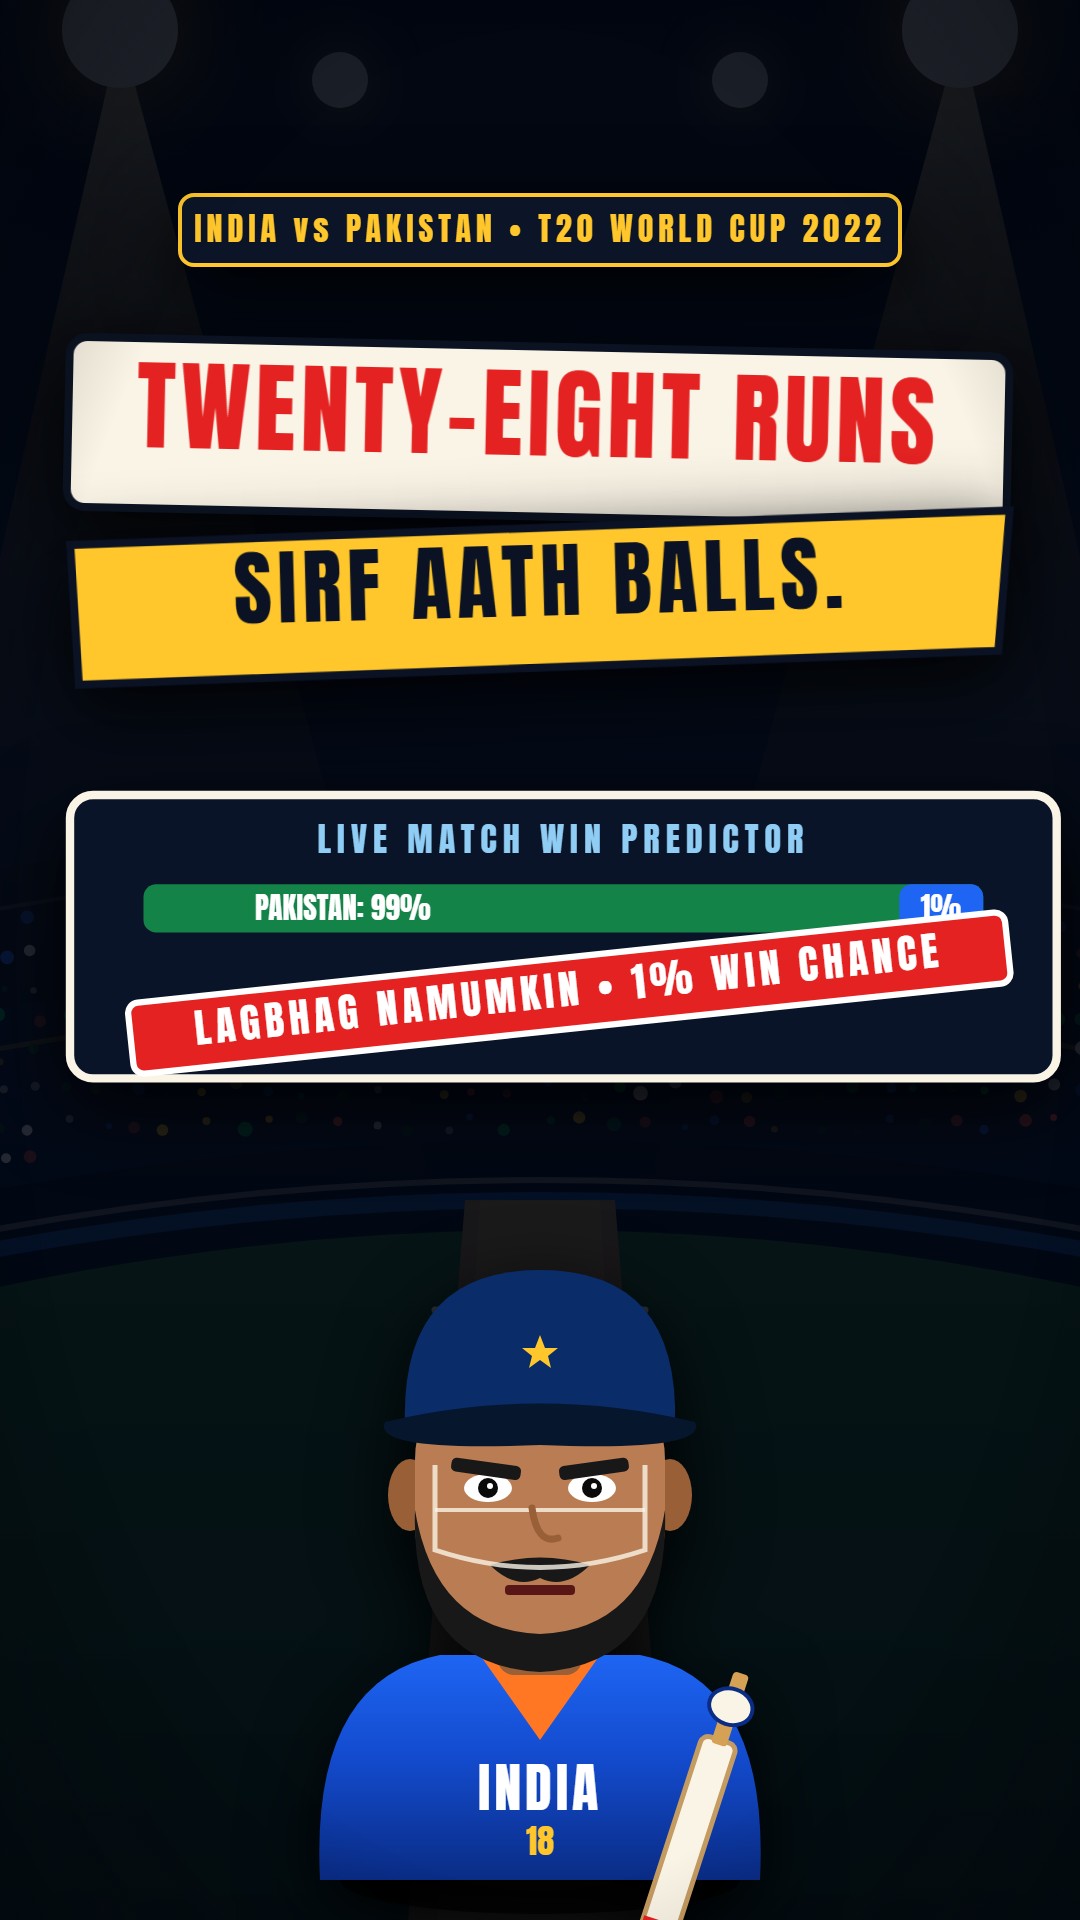 INDIA vs PAKISTAN • T20 WORLD CUP 2022
TWENTY-EIGHT RUNS
SIRF AATH BALLS.
LIVE MATCH WIN PREDICTOR
PAKISTAN: 99%
1%
LAGBHAG NAMUMKIN • 1% WIN CHANCE
INDIA
18